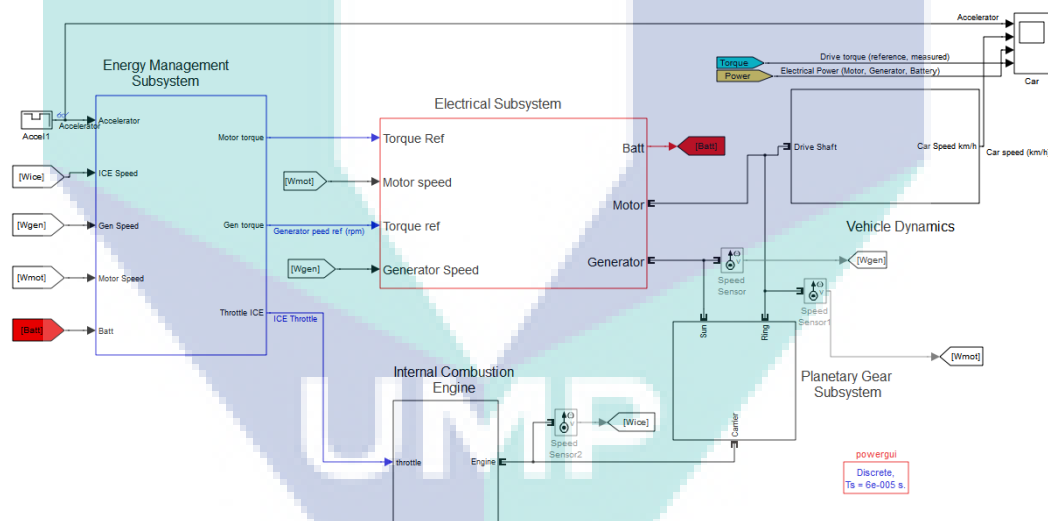 Accelerator
Energy Management
Subsystem
Torque
Drive torque (reference, measured)
Power
Electrical Power (Motor, Generator, Battery)
Car
Electrical Subsystem
Accelerator
Accelerator
Accel1
Motor torque
Torque Ref
Batt
[Batt]
Drive Shaft
Car Speed km/h
Car speed (km/h)
[Wice]
ICE Speed
[Wmot]
Motor speed
Motor
[Wgen]
Gen Speed
Gen torque
Generator peed ref (rpm)
Torque ref
Vehicle Dynamics
[Wgen]
Generator Speed
Generator
Speed
Sensor
[Wgen]
[Wmot]
Motor Speed
Speed
Sensor1
Throttle ICE
ICE Throttle
[Batt]
Batt
Sun
Ring
[Wmot]
Internal Combustion
Engine
Planetary Gear
Subsystem
UMP
Speed
Sensor2
[Wice]
Carrier
throttle
Engine
powergui
Discrete,
Ts = 6e-005 s.